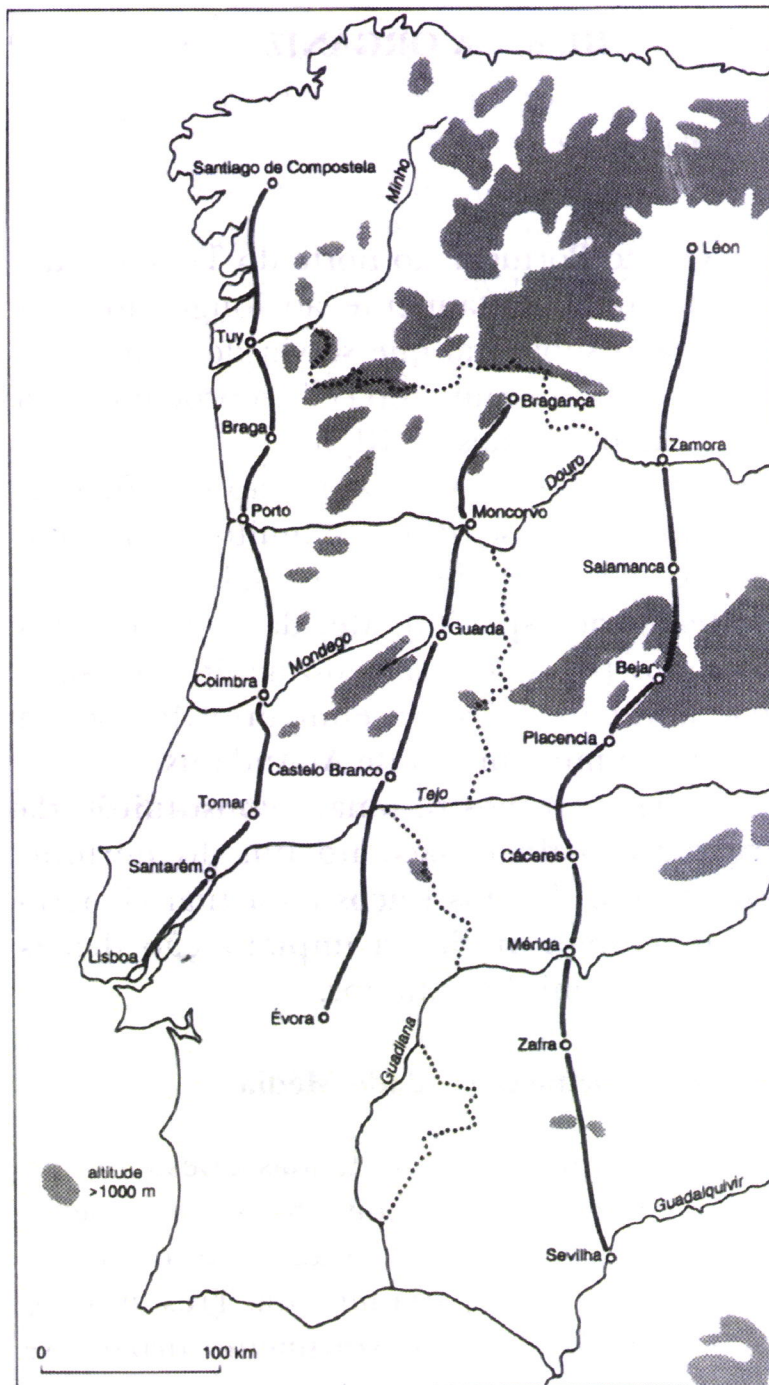 Santiago de Compostela
Minho
Léon
Tuy
Bragança
Braga
Zamora
Douro
Porto
Moncorvo
Salamanca
Guarda
Mondego
Bejar
Coimbra
Placencia
Castelo Branco
Tejo
Tomar
Cáceres
Santarém
Mérida
Lisboa
Évora
Zafra
Guadiana
altitude
>1000 m
Guadalquivir
Sevilha
0 100 km